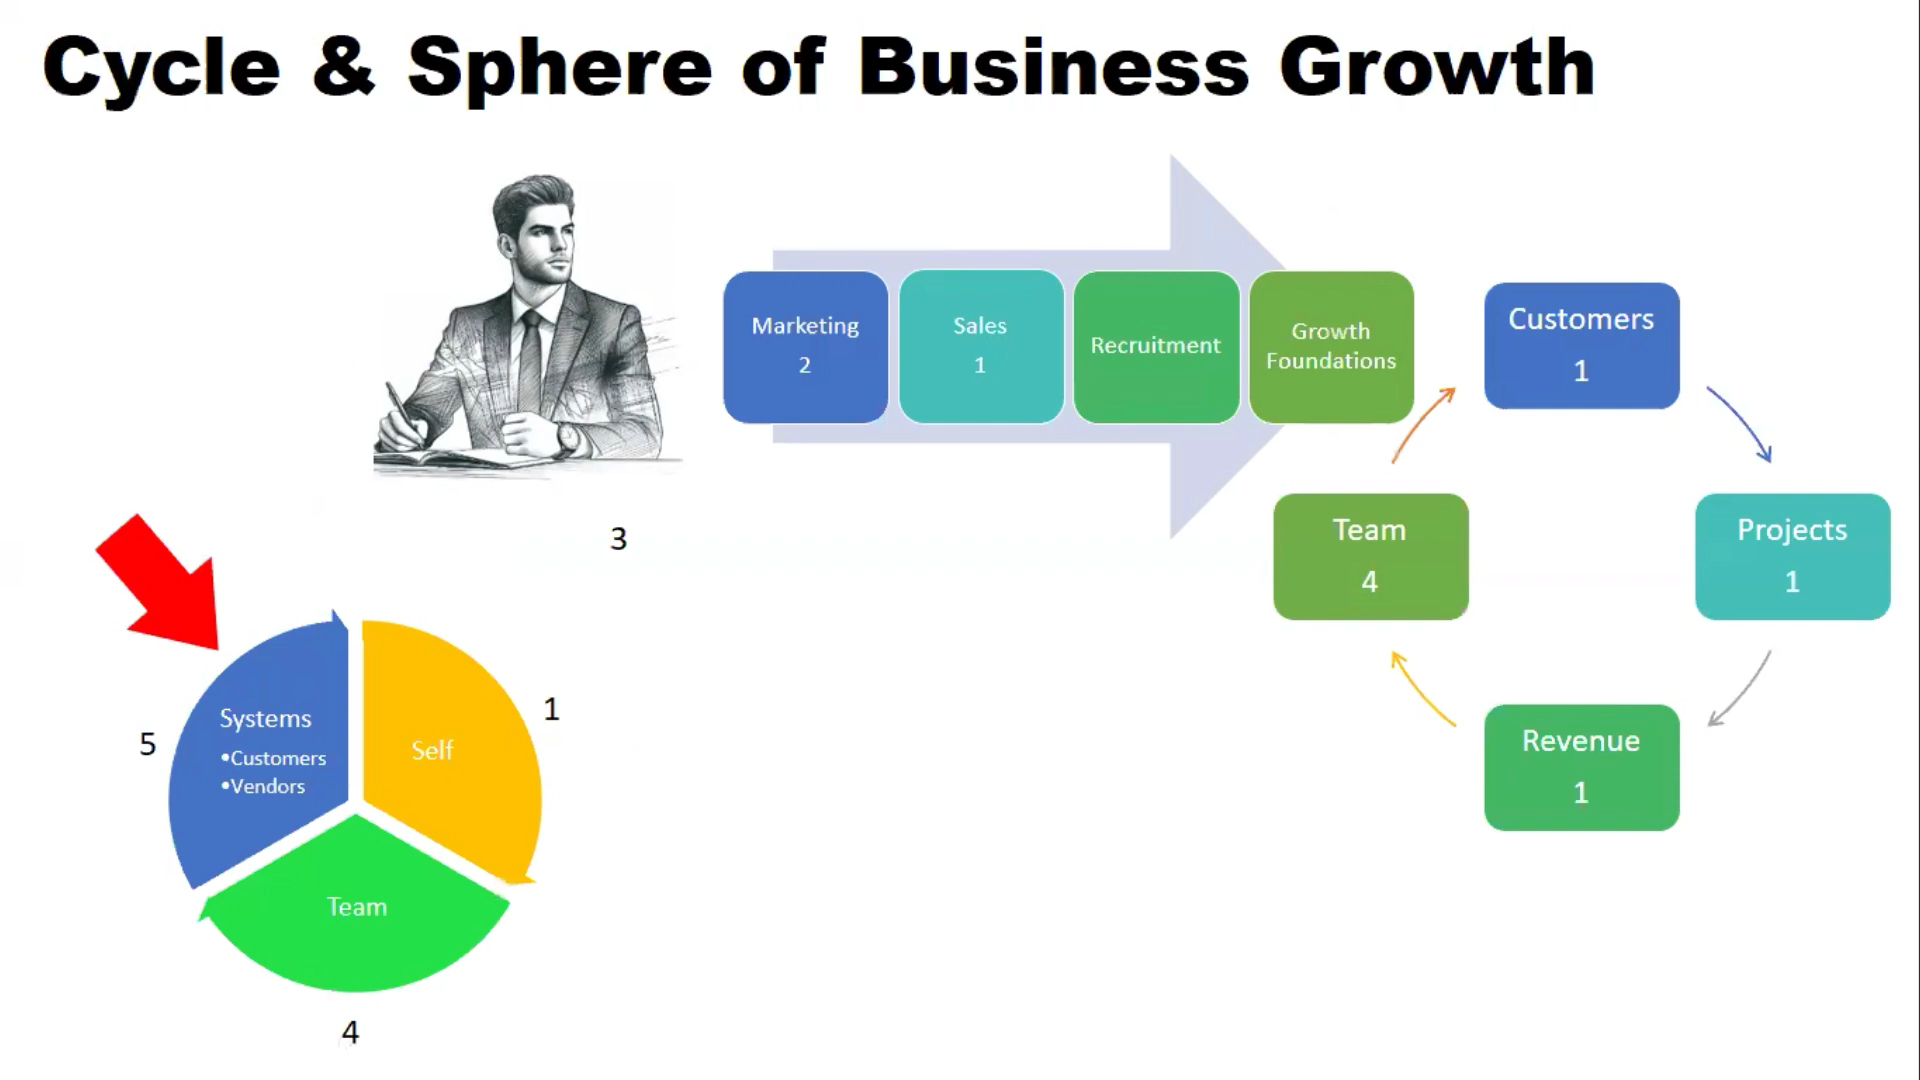 Cycle & Sphere of Business Growth
Marketing
2
Sales
1
Recruitment
Growth
Foundations
Customers
1
Projects
1
Revenue
1
Team
4
3
Systems
•Customers
•Vendors
5
Self
1
Team
4